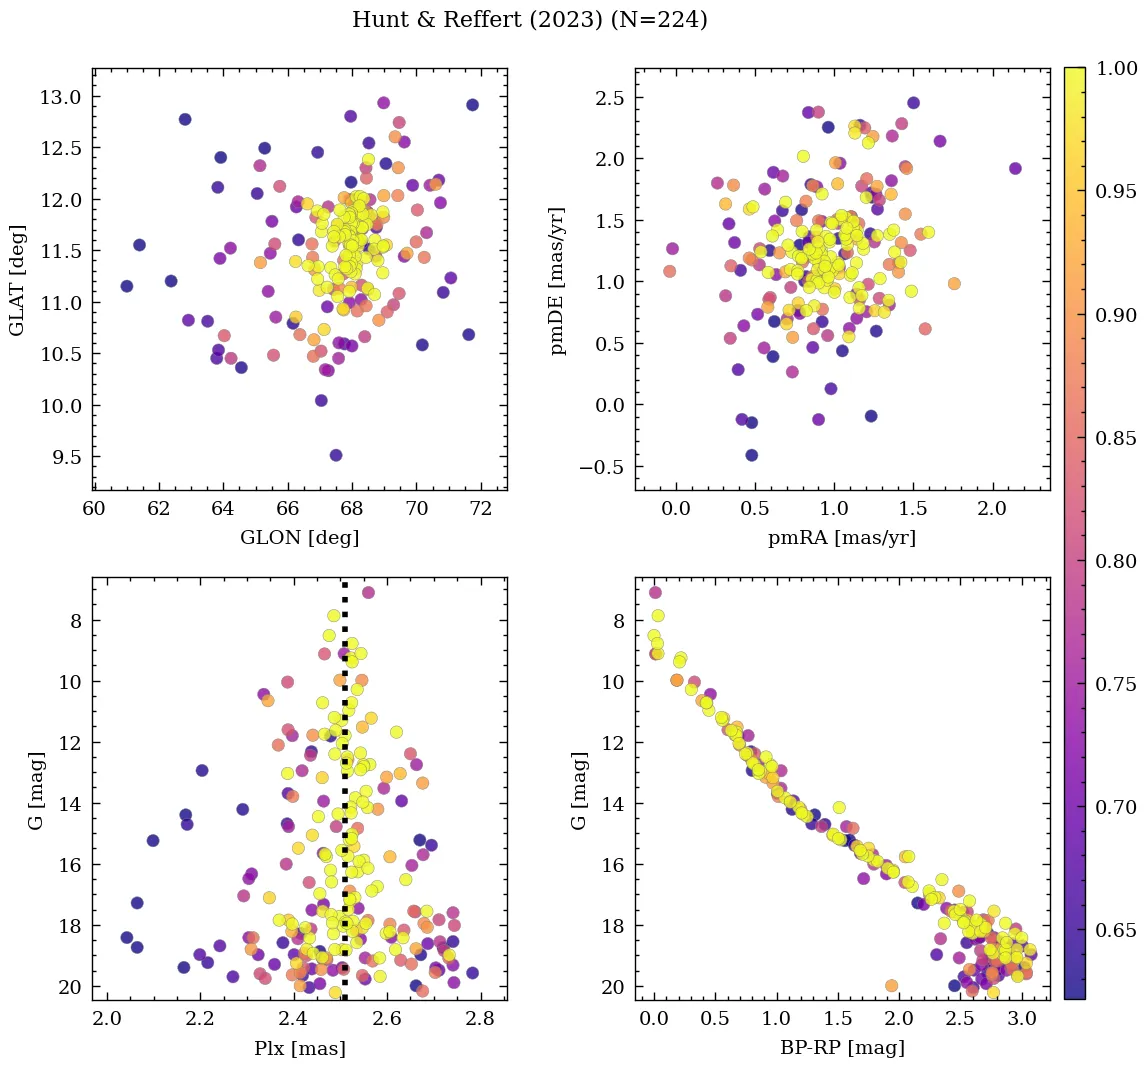 Hunt & Reffert (2023) (N=224)
13.0
12.5
12.0
11.5
11.0
10.5
10.0
9.5
GLAT [deg]
60 62 64 66 68 70 72
GLON [deg]
2.5
2.0
1.5
1.0
0.5
0.0
−0.5
pmDE [mas/yr]
0.0 0.5 1.0 1.5 2.0
pmRA [mas/yr]
1.00
0.95
0.90
0.85
0.80
0.75
0.70
0.65
8
10
12
14
16
18
20
G [mag]
2.0 2.2 2.4 2.6 2.8
Plx [mas]
8
10
12
14
16
18
20
G [mag]
0.0 0.5 1.0 1.5 2.0 2.5 3.0
BP-RP [mag]